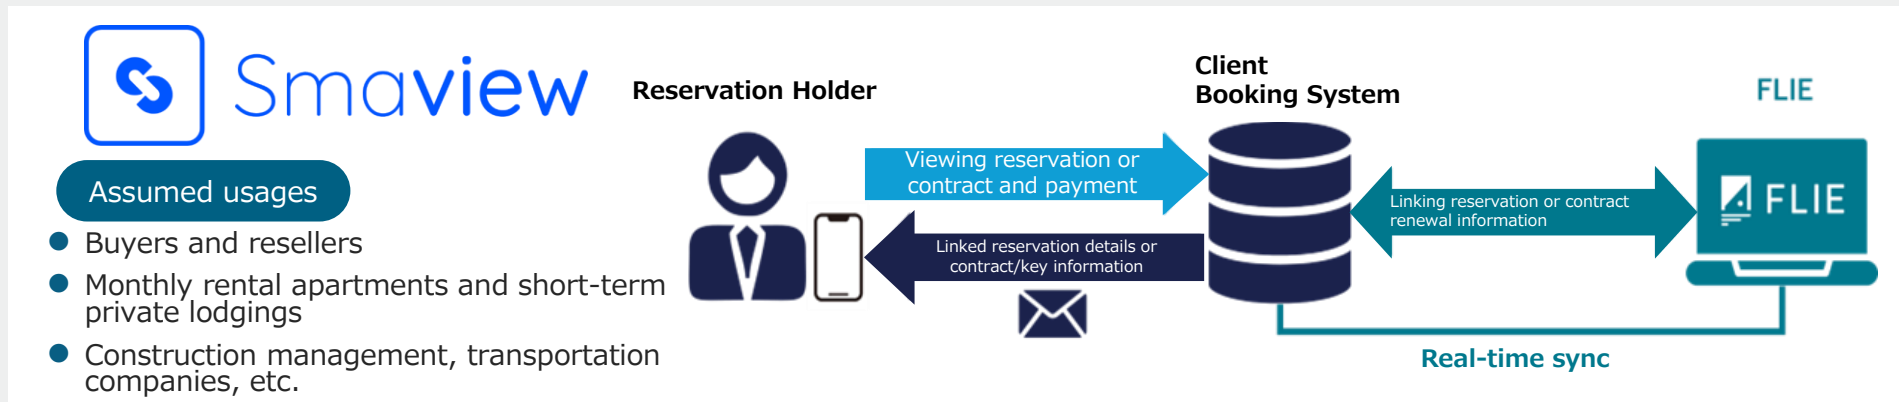 Smaview
Assumed usages
Buyers and resellers
Monthly rental apartments and short-term
private lodgings
Construction management, transportation
companies, etc.
Reservation Holder
Viewing reservation or
contract and payment
Linked reservation details or
contract/key information
Client
Booking System
Linking reservation or contract
renewal information
FLIE
FLIE
Real-time sync